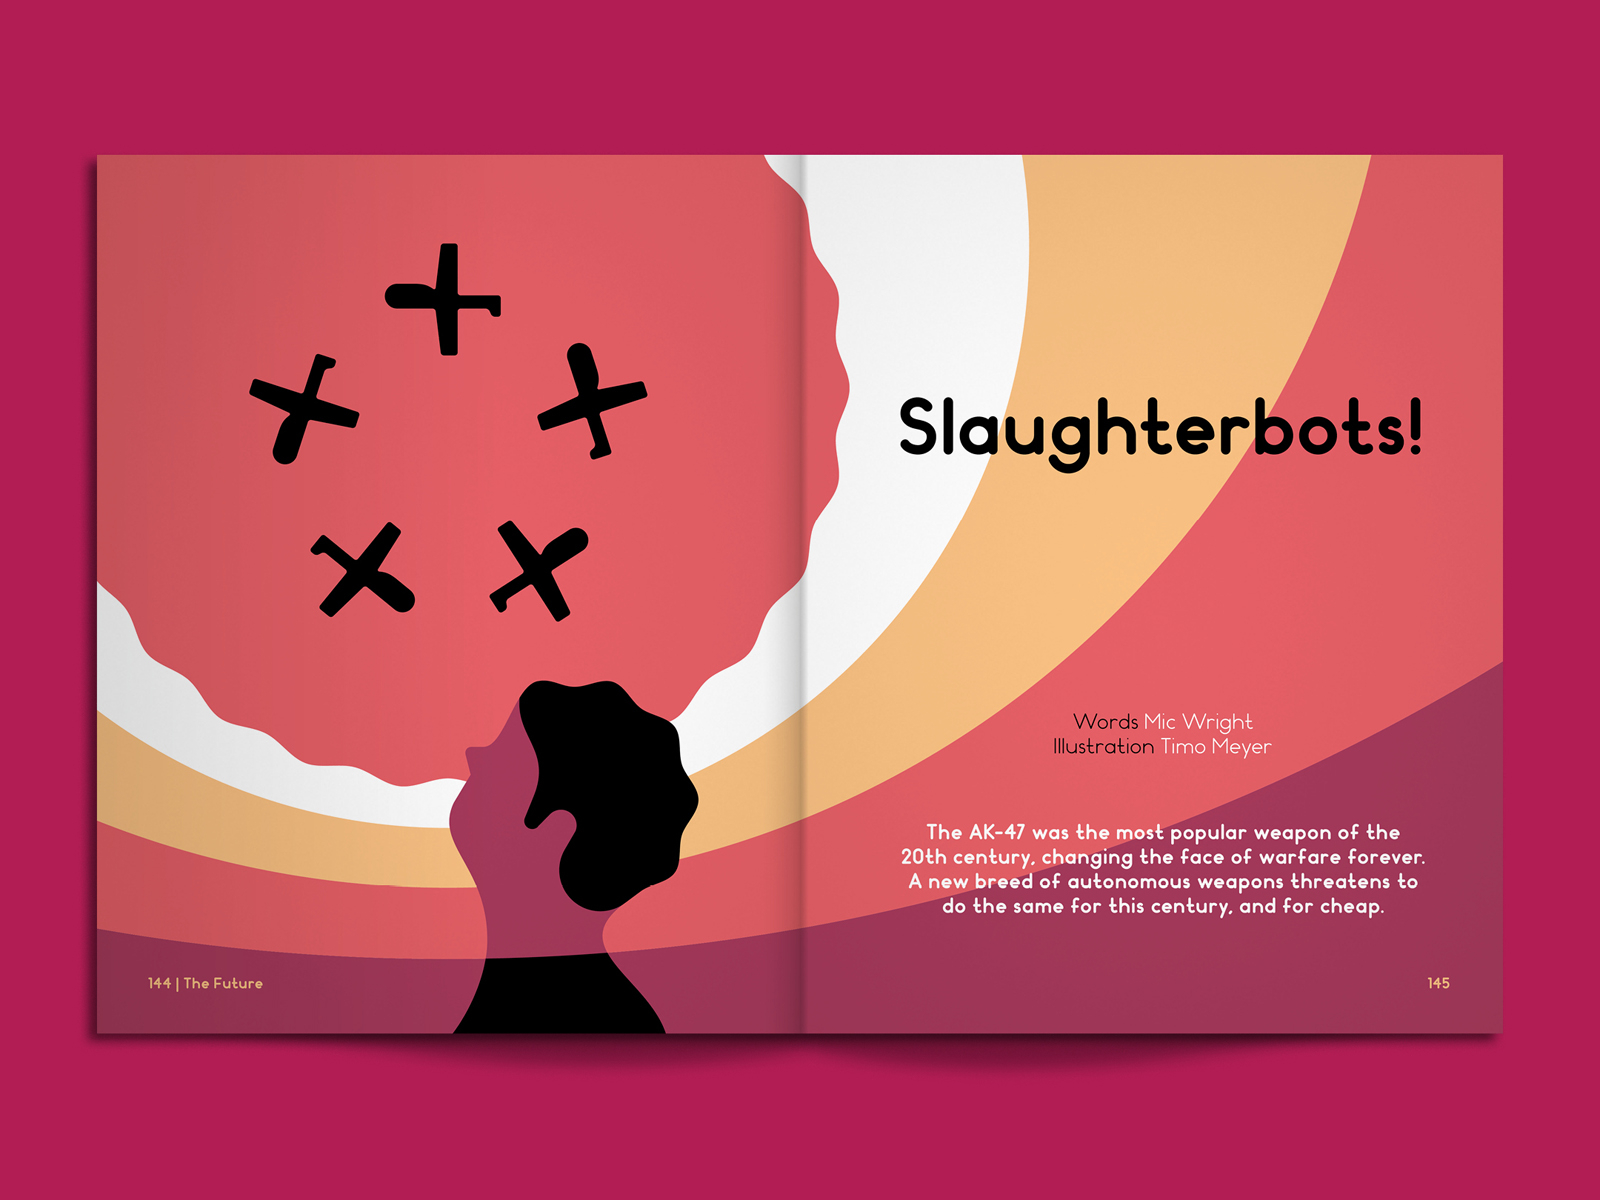 Slaughterbots!
Words Mic Wright
Illustration Timo Meyer
The AK-47 was the most popular weapon of the
20th century, changing the face of warfare forever.
A new breed of autonomous weapons threatens to
do the same for this century, and for cheap.
144 | The Future
145